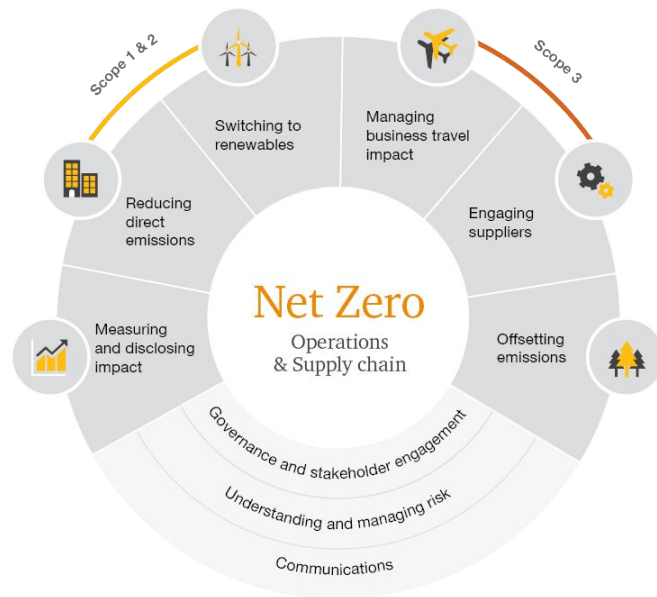 Scope 1 & 2
Scope 3
Switching to
renewables
Managing
business travel
impact
Reducing
direct
emissions
Engaging
suppliers
Measuring
and disclosing
impact
Net Zero
Operations
& Supply chain
Offsetting
emissions
Governance and stakeholder engagement
Understanding and managing risk
Communications